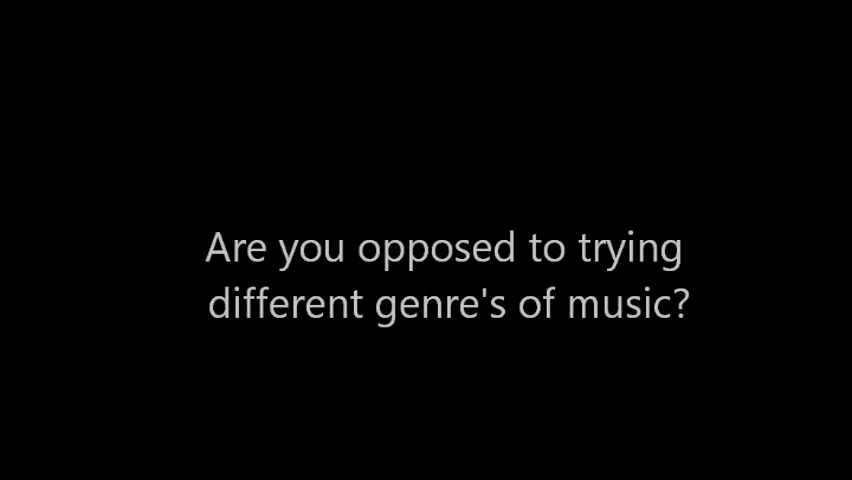 Are you opposed to trying
different genre's of music?